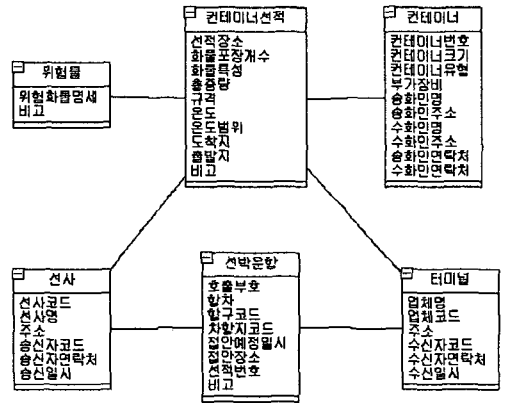 컨테이너선적
선적장소
화물포장개수
화물특성
총중량
규격
온도
온도범위
도착지
출발지
비고
컨테이너
컨테이너번호
컨테이너크기
컨테이너유형
부가장비
송화인명
송화인주소
수화인명
수화인주소
송화인연락처
수화인연락처
위험물
위험화물명세
비고
선사
선사코드
선사명
주소
송신자코드
송신자연락처
송신일시
선박운항
호출부호
항차
항구코드
차항지코드
접안예정일시
접안장소
선적번호
비고
터미널
업체명
업체코드
주소
수신자코드
수신자연락처
수신일시